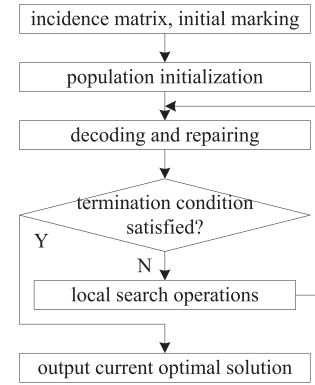 incidence matrix, initial marking
population initialization
decoding and repairing
termination condition
satisfied?
Y
N
local search operations
output current optimal solution